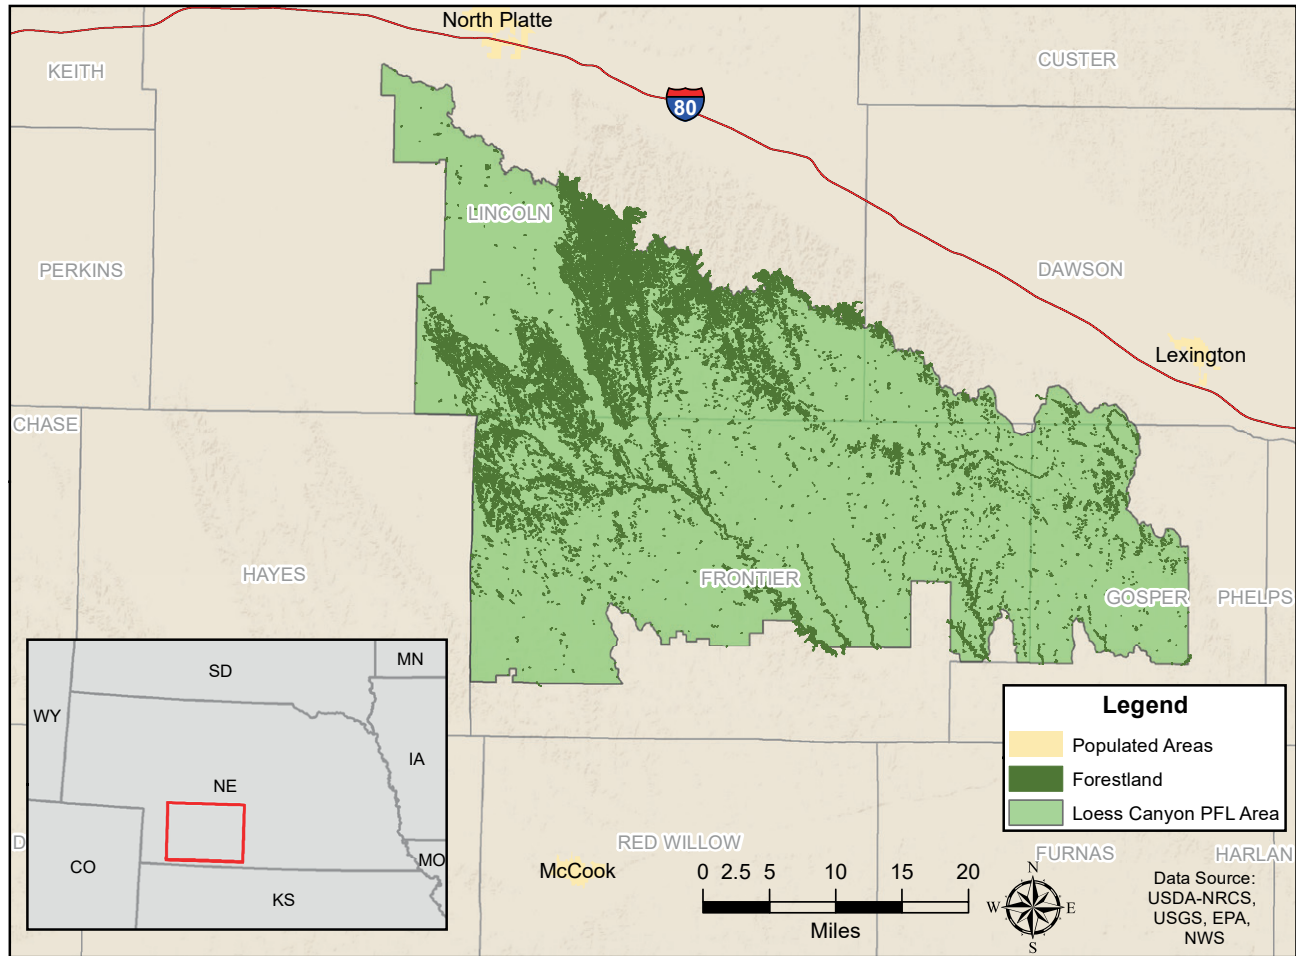 North Platte
KEITH
CUSTER
80
LINCOLN
PERKINS
DAWSON
Lexington
CHASE
HAYES
FRONTIER
GOSPER
PHELPS
SD
MN
WY
IA
NE
CO
MO
KS
Legend
Populated Areas
Forestland
Loess Canyon PFL Area
D
RED WILLOW
FURNAS
HARLAN
McCook
0 2.5 5 10 15 20
Miles
N
W E
S
Data Source:
USDA-NRCS,
USGS, EPA,
NWS